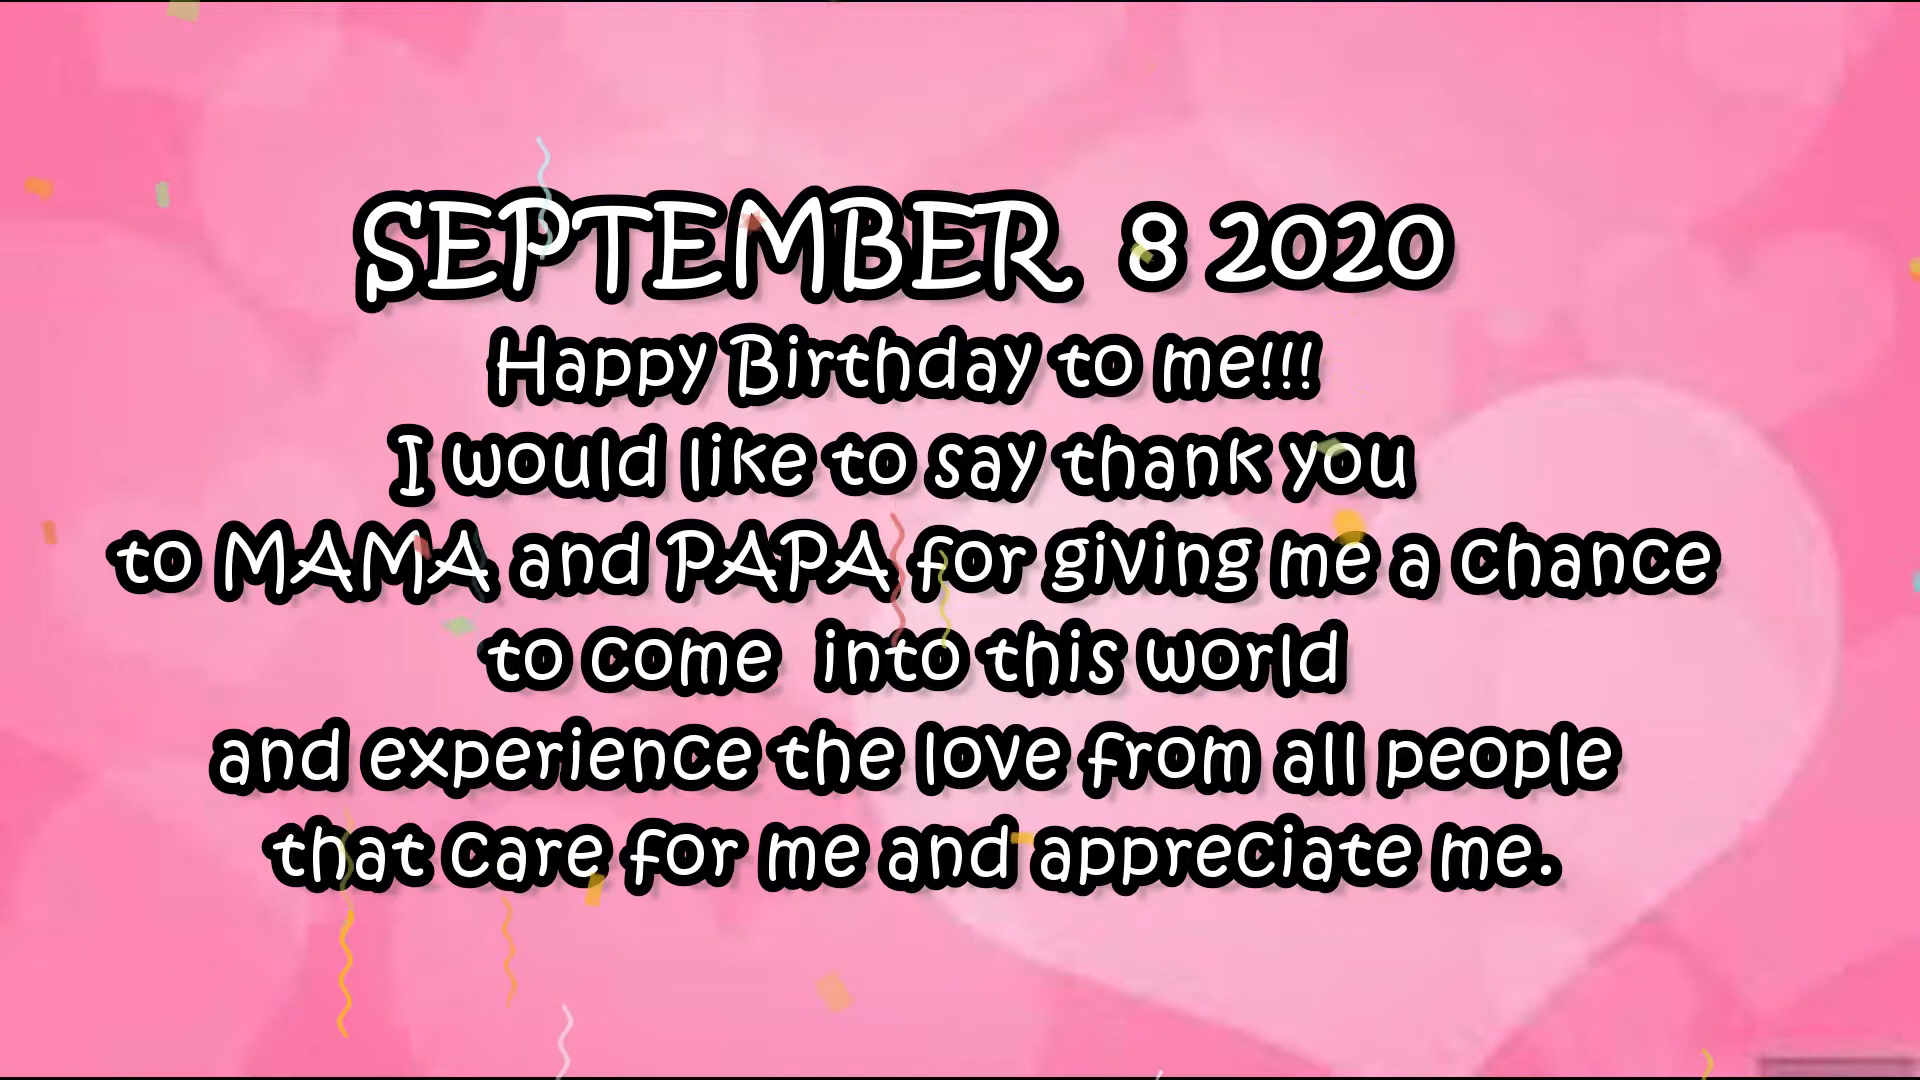 SEPTEMBER 8 2020
Happy Birthday to me!!!
I would like to say thank you
to MAMA and PAPA for giving me a chance
to come into this world
and experience the love from all people
that care for me and appreciate me.